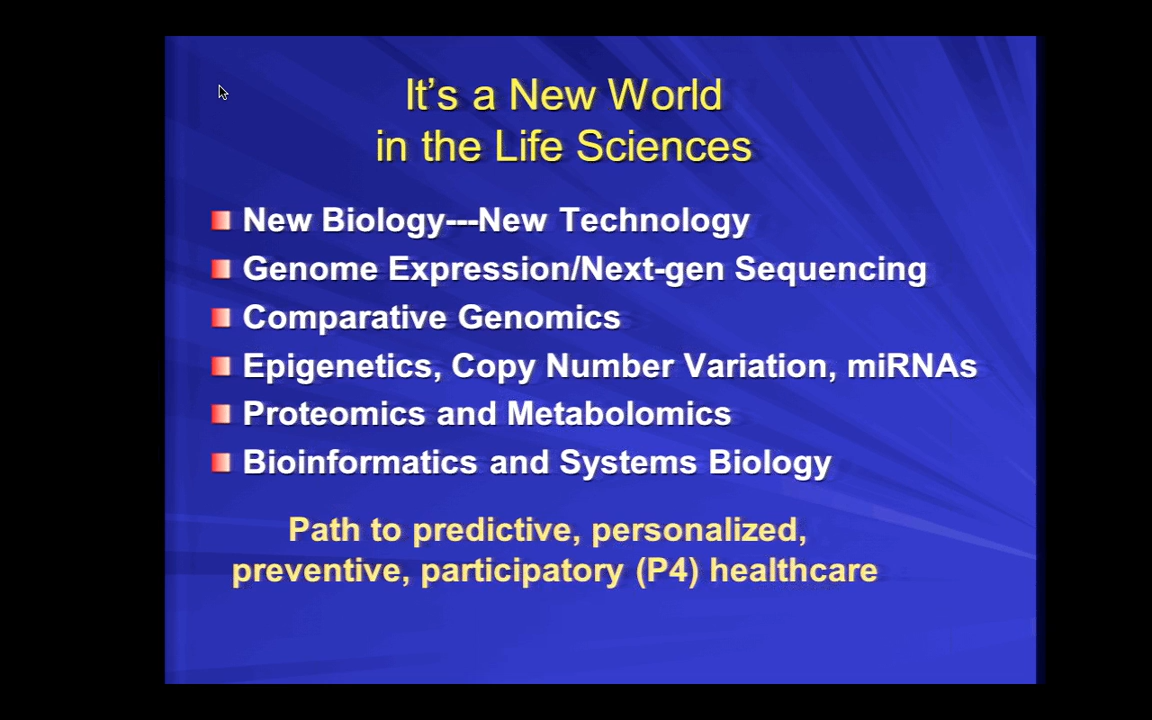 It’s a New World
in the Life Sciences
New Biology---New Technology
Genome Expression/Next-gen Sequencing
Comparative Genomics
Epigenetics, Copy Number Variation, miRNAs
Proteomics and Metabolomics
Bioinformatics and Systems Biology
Path to predictive, personalized,
preventive, participatory (P4) healthcare